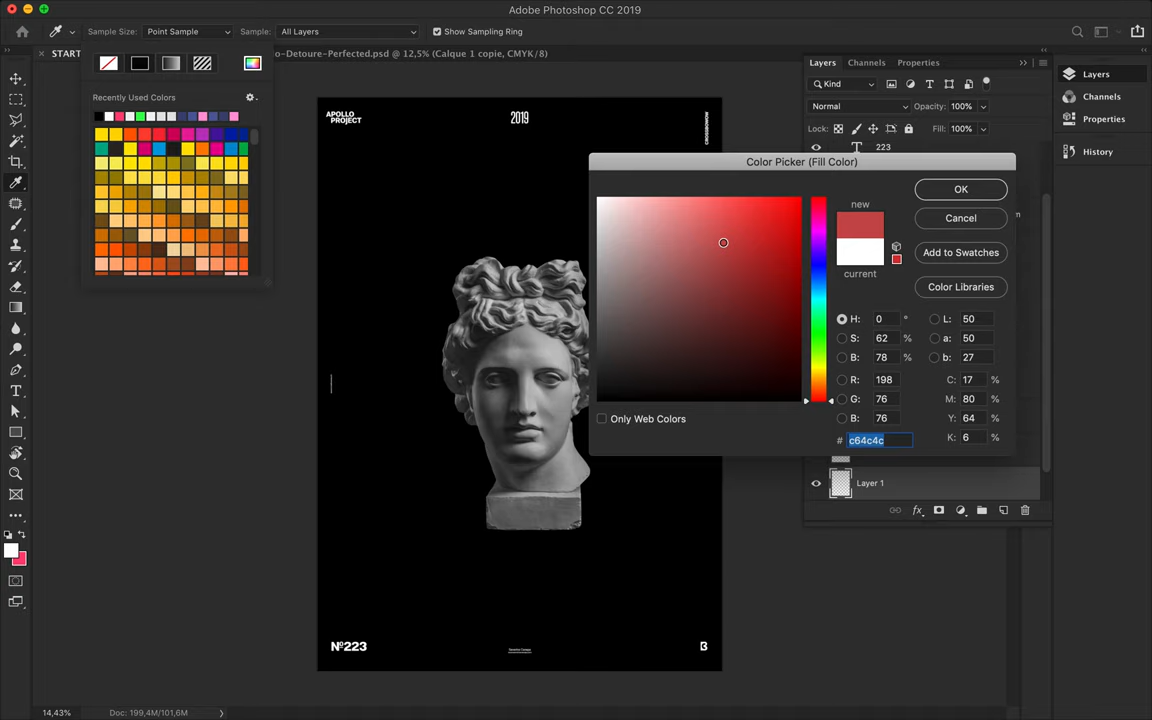 Adobe Photoshop CC 2019
Sample Size: Point Sample Sample: All Layers Show Sampling Ring
START
o-Detoure-Perfected.psd @ 12,5% (Calque 1 copie, CMYK/8)
Recently Used Colors
APOLLO
PROJECT
2019
Nº223
Layers Channels Properties
Kind
Normal Opacity: 100%
Lock: Fill: 100%
T 223
Color Picker (Fill Color)
new
current
OK
Cancel
Add to Swatches
Color Libraries
H: 0 ° L: 50
S: 62 % a: 50
B: 78 % b: 27
R: 198 C: 17 %
G: 76 M: 80 %
B: 76 Y: 64 %
# c64c4c K: 6 %
Only Web Colors
Layer 1
fx
Layers
Channels
Properties
History
14,43% Doc: 199,4M/101,6M